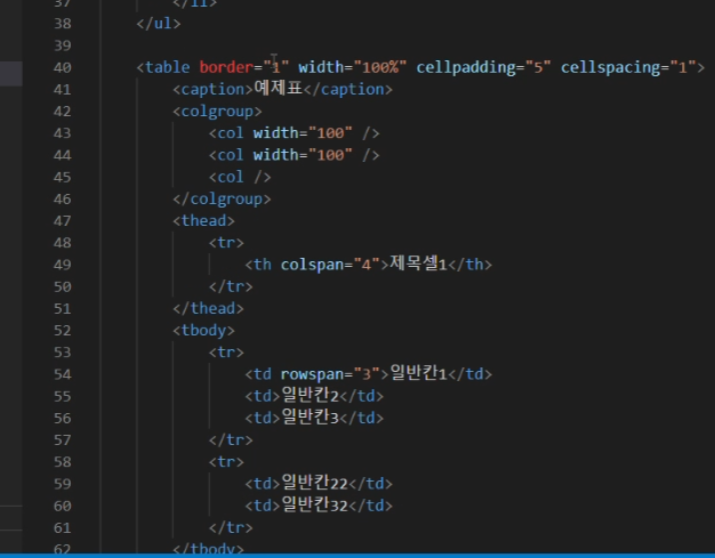 37 </li>
38 </ul>
39
40 <table border="1" width="100%" cellpadding="5" cellspacing="1">
41 <caption>예제표</caption>
42 <colgroup>
43 <col width="100" />
44 <col width="100" />
45 <col />
46 </colgroup>
47 <thead>
48 <tr>
49 <th colspan="4">제목셀1</th>
50 </tr>
51 </thead>
52 <tbody>
53 <tr>
54 <td rowspan="3">일반칸1</td>
55 <td>일반칸2</td>
56 <td>일반칸3</td>
57 </tr>
58 <tr>
59 <td>일반칸22</td>
60 <td>일반칸32</td>
61 </tr>
62 </tbody>